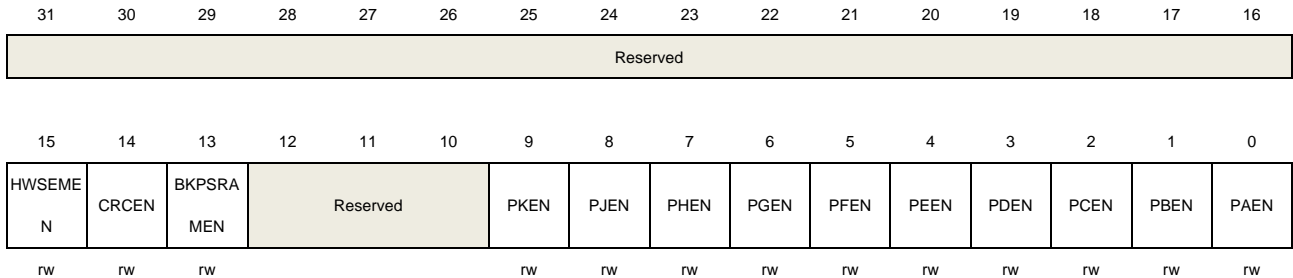 31 30 29 28 27 26 25 24 23 22 21 20 19 18 17 16
Reserved
15 14 13 12 11 10 9 8 7 6 5 4 3 2 1 0
HWSEME
N
CRCEN
BKPSRA
MEN
Reserved
PKEN
PJEN
PHEN
PGEN
PFEN
PEEN
PDEN
PCEN
PBEN
PAEN
rw rw rw rw rw rw rw rw rw rw rw rw rw